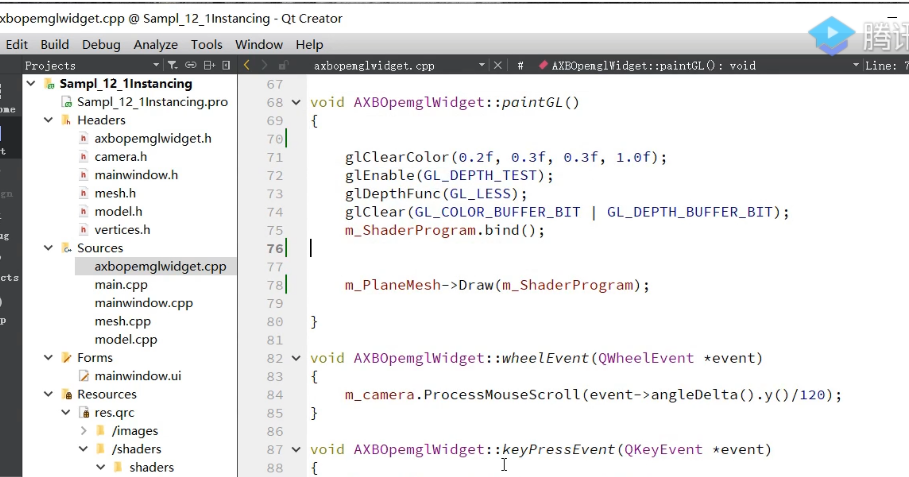 xbopemglwidget.cpp @ Sampl_12_1Instancing - Qt Creator
Edit Build Debug Analyze Tools Window Help
腾讯
Projects
axbopemglwidget.cpp
# AXBOpemglWidget::paintGL() : void
Line: 7
Sampl_12_1Instancing
Sampl_12_1Instancing.pro
Headers
axbopemglwidget.h
camera.h
mainwindow.h
mesh.h
model.h
vertices.h
Sources
axbopemglwidget.cpp
main.cpp
mainwindow.cpp
mesh.cpp
model.cpp
Forms
mainwindow.ui
Resources
res.qrc
/images
/shaders
shaders
67
68 void AXBOpemglWidget::paintGL()
69 {
70
71 glClearColor(0.2f, 0.3f, 0.3f, 1.0f);
72 glEnable(GL_DEPTH_TEST);
73 glDepthFunc(GL_LESS);
74 glClear(GL_COLOR_BUFFER_BIT | GL_DEPTH_BUFFER_BIT);
75 m_ShaderProgram.bind();
76
77
78 m_PlaneMesh->Draw(m_ShaderProgram);
79
80 }
81
82 void AXBOpemglWidget::wheelEvent(QWheelEvent *event)
83 {
84 m_camera.ProcessMouseScroll(event->angleDelta().y()/120);
85 }
86
87 void AXBOpemglWidget::keyPressEvent(QKeyEvent *event)
88 {